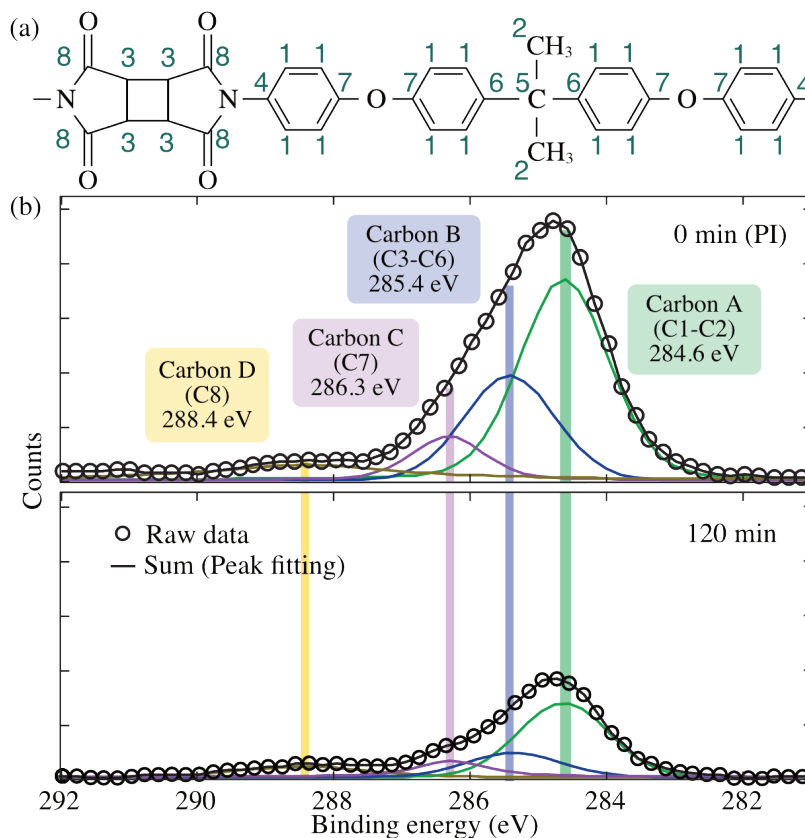 (a)
O O 2 CH3
8 3 3 8 1 1 1 1 1 1 1 1
N N 4 7 O 7 6 5 6 7 O 7 4
8 3 3 8 1 1 1 1 2 CH3 1 1 1 1
O O
(b)
0 min (PI)
Carbon B
(C3-C6)
285.4 eV
Carbon A
(C1-C2)
284.6 eV
Carbon C
(C7)
286.3 eV
Carbon D
(C8)
288.4 eV
Counts
120 min
Raw data
Sum (Peak fitting)
292 290 288 286 284 282
Binding energy (eV)